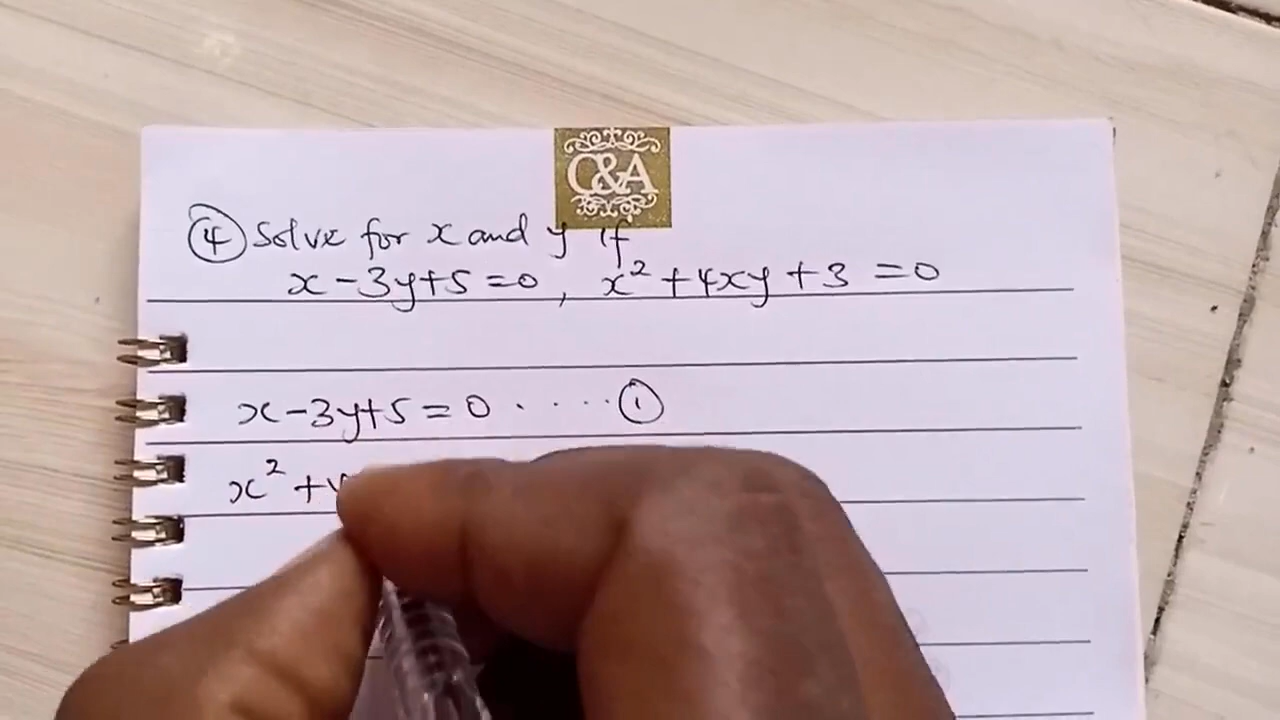 C&A
④ Solve for x and y if
x-3y+5=0, x²+4xy+3=0
x-3y+5=0 . . . . . ①
x²+